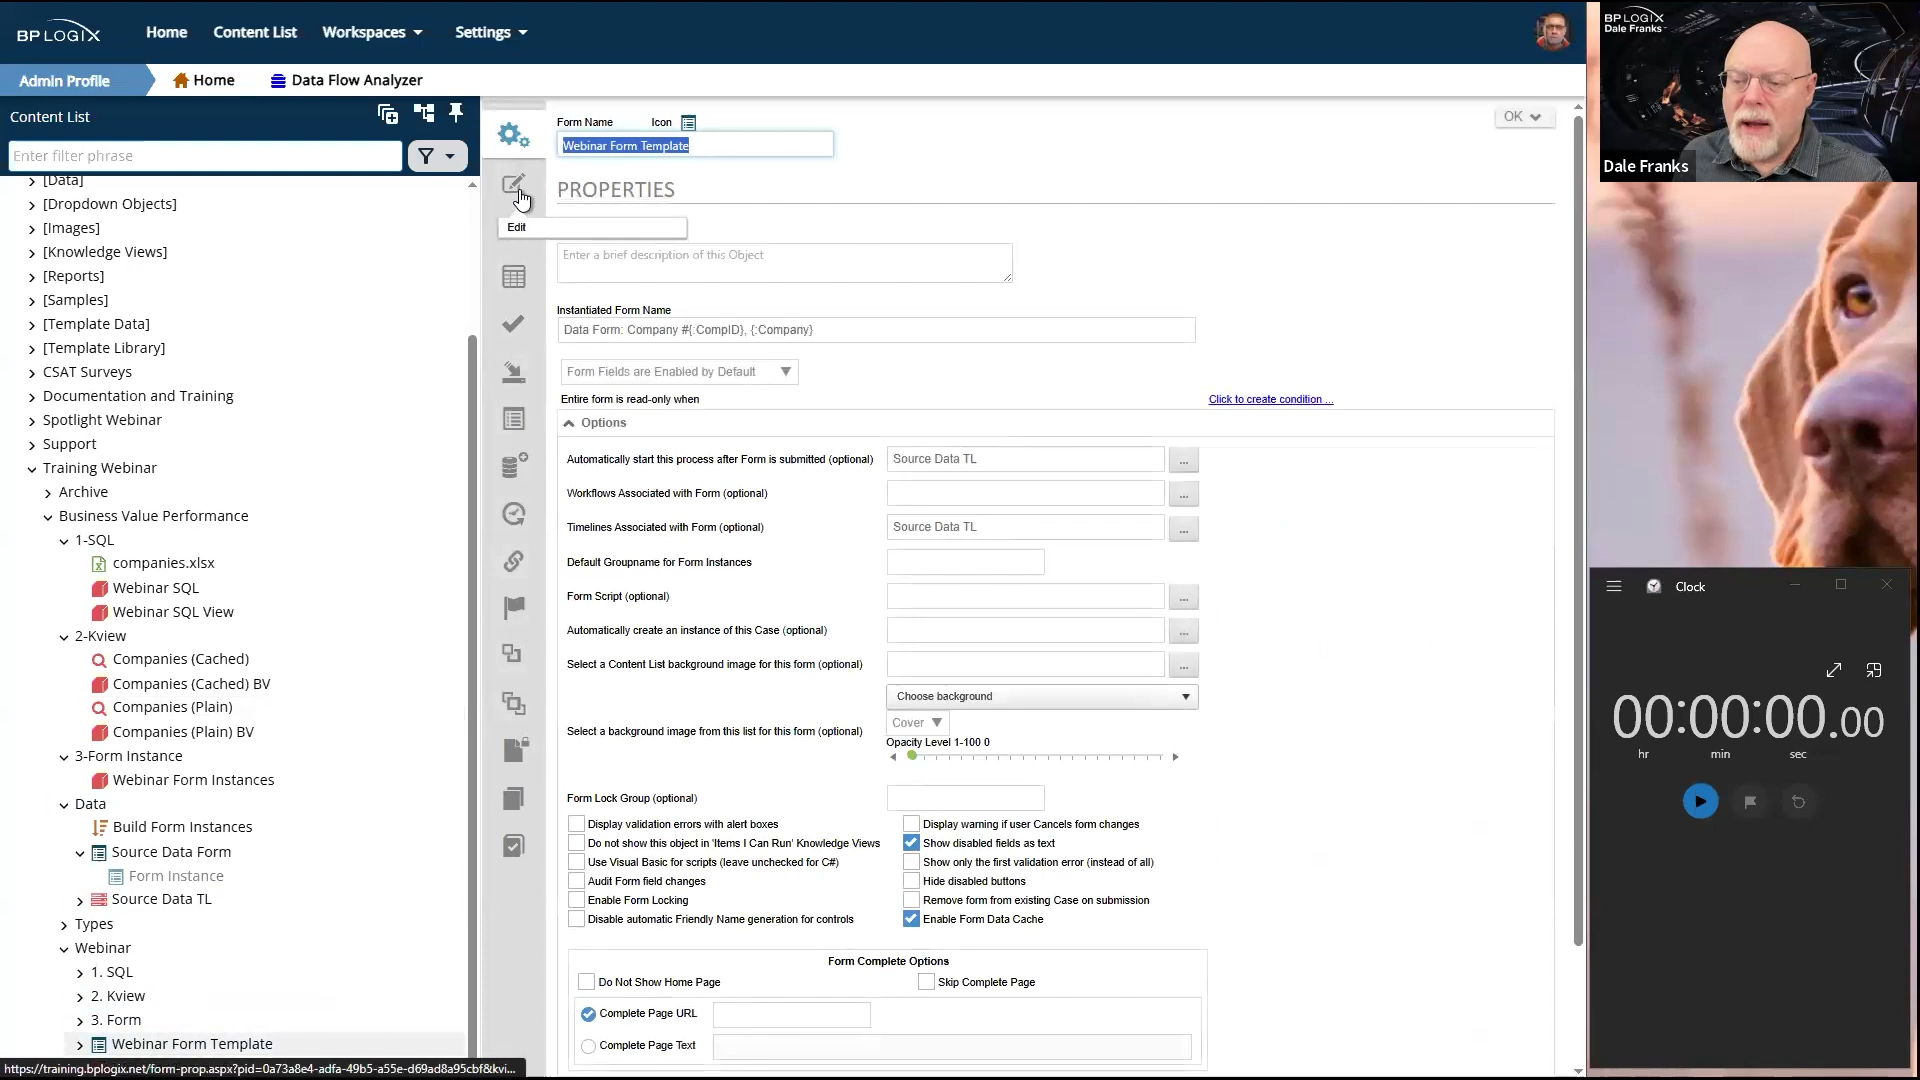 BP LOGIX
Home
Content List
Workspaces
Settings
Admin Profile
Home
Data Flow Analyzer
Content List
Enter filter phrase
[Data]
[Dropdown Objects]
[Images]
[Knowledge Views]
[Reports]
[Samples]
[Template Data]
[Template Library]
CSAT Surveys
Documentation and Training
Spotlight Webinar
Support
Training Webinar
Archive
Business Value Performance
1-SQL
companies.xlsx
Webinar SQL
Webinar SQL View
2-Kview
Companies (Cached)
Companies (Cached) BV
Companies (Plain)
Companies (Plain) BV
3-Form Instance
Webinar Form Instances
Data
Build Form Instances
Source Data Form
Form Instance
Source Data TL
Types
Webinar
1. SQL
2. Kview
3. Form
Webinar Form Template
https://training.bplogix.net/form-prop.aspx?pid=0a73a8e4-adfa-49b5-a55e-d69ad8a95cbf&kvi...
Form Name
Icon
OK
Webinar Form Template
PROPERTIES
Edit
Enter a brief description of this Object
Instantiated Form Name
Data Form: Company #{:CompID}, {:Company}
Form Fields are Enabled by Default
Entire form is read-only when
Click to create condition ...
Options
Automatically start this process after Form is submitted (optional)
Source Data TL
...
Workflows Associated with Form (optional)
...
Timelines Associated with Form (optional)
Source Data TL
...
Default Groupname for Form Instances
Form Script (optional)
...
Automatically create an instance of this Case (optional)
...
Select a Content List background image for this form (optional)
...
Choose background
Select a background image from this list for this form (optional)
Cover
Opacity Level 1-100 0
Form Lock Group (optional)
Display validation errors with alert boxes
Display warning if user Cancels form changes
Do not show this object in 'Items I Can Run' Knowledge Views
Show disabled fields as text
Use Visual Basic for scripts (leave unchecked for C#)
Show only the first validation error (instead of all)
Audit Form field changes
Hide disabled buttons
Enable Form Locking
Remove form from existing Case on submission
Disable automatic Friendly Name generation for controls
Enable Form Data Cache
Form Complete Options
Do Not Show Home Page
Skip Complete Page
Complete Page URL
Complete Page Text
BP LOGIX
Dale Franks
Dale Franks
Clock
00:00:00.00
hr
min
sec